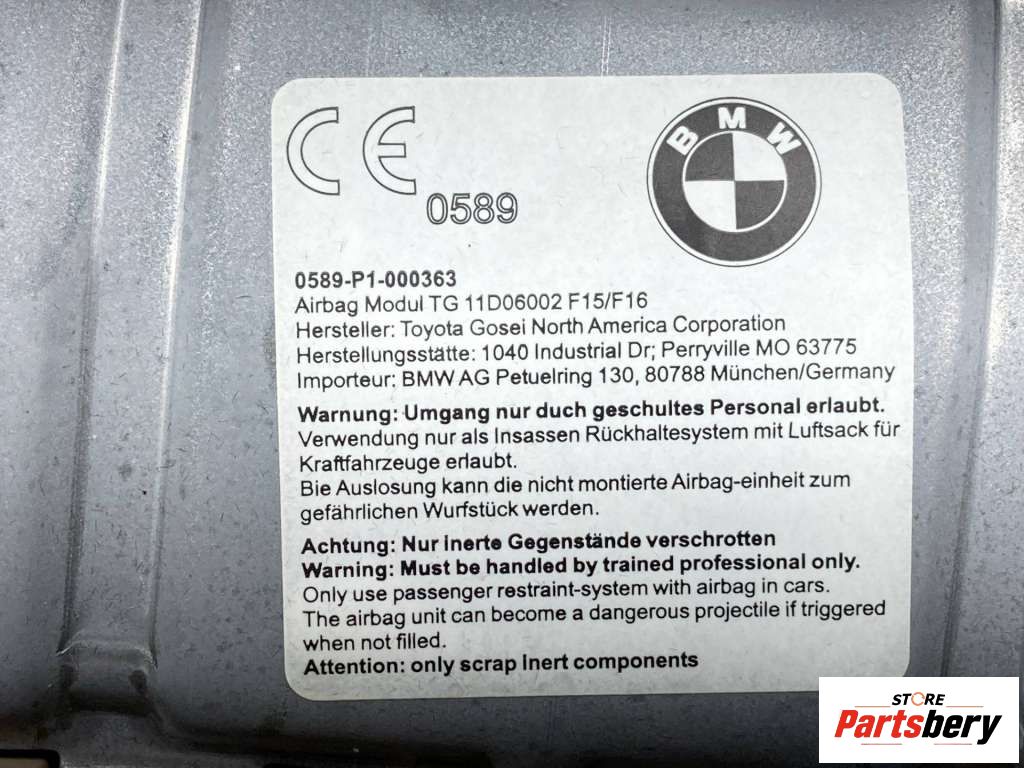 CE
0589
BMW
0589-P1-000363
Airbag Modul TG 11D06002 F15/F16
Hersteller: Toyota Gosei North America Corporation
Herstellungsstätte: 1040 Industrial Dr; Perryville MO 63775
Importeur: BMW AG Petuelring 130, 80788 München/Germany
Warnung: Umgang nur duch geschultes Personal erlaubt.
Verwendung nur als Insassen Rückhaltesystem mit Luftsack für
Kraftfahrzeuge erlaubt.
Bie Auslosung kann die nicht montierte Airbag-einheit zum
gefährlichen Wurfstück werden.
Achtung: Nur inerte Gegenstände verschrotten
Warning: Must be handled by trained professional only.
Only use passenger restraint-system with airbag in cars.
The airbag unit can become a dangerous projectile if triggered
when not filled.
Attention: only scrap Inert components
STORE
Partsbery